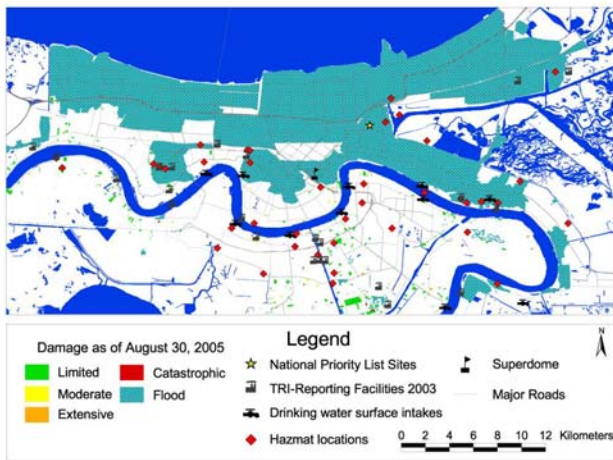 Legend
Damage as of August 30, 2005
Limited
Moderate
Extensive
Catastrophic
Flood
National Priority List Sites
TRI-Reporting Facilities 2003
Drinking water surface intakes
Hazmat locations
Superdome
Major Roads
N
0 2 4 6 8 10 12 Kilometers